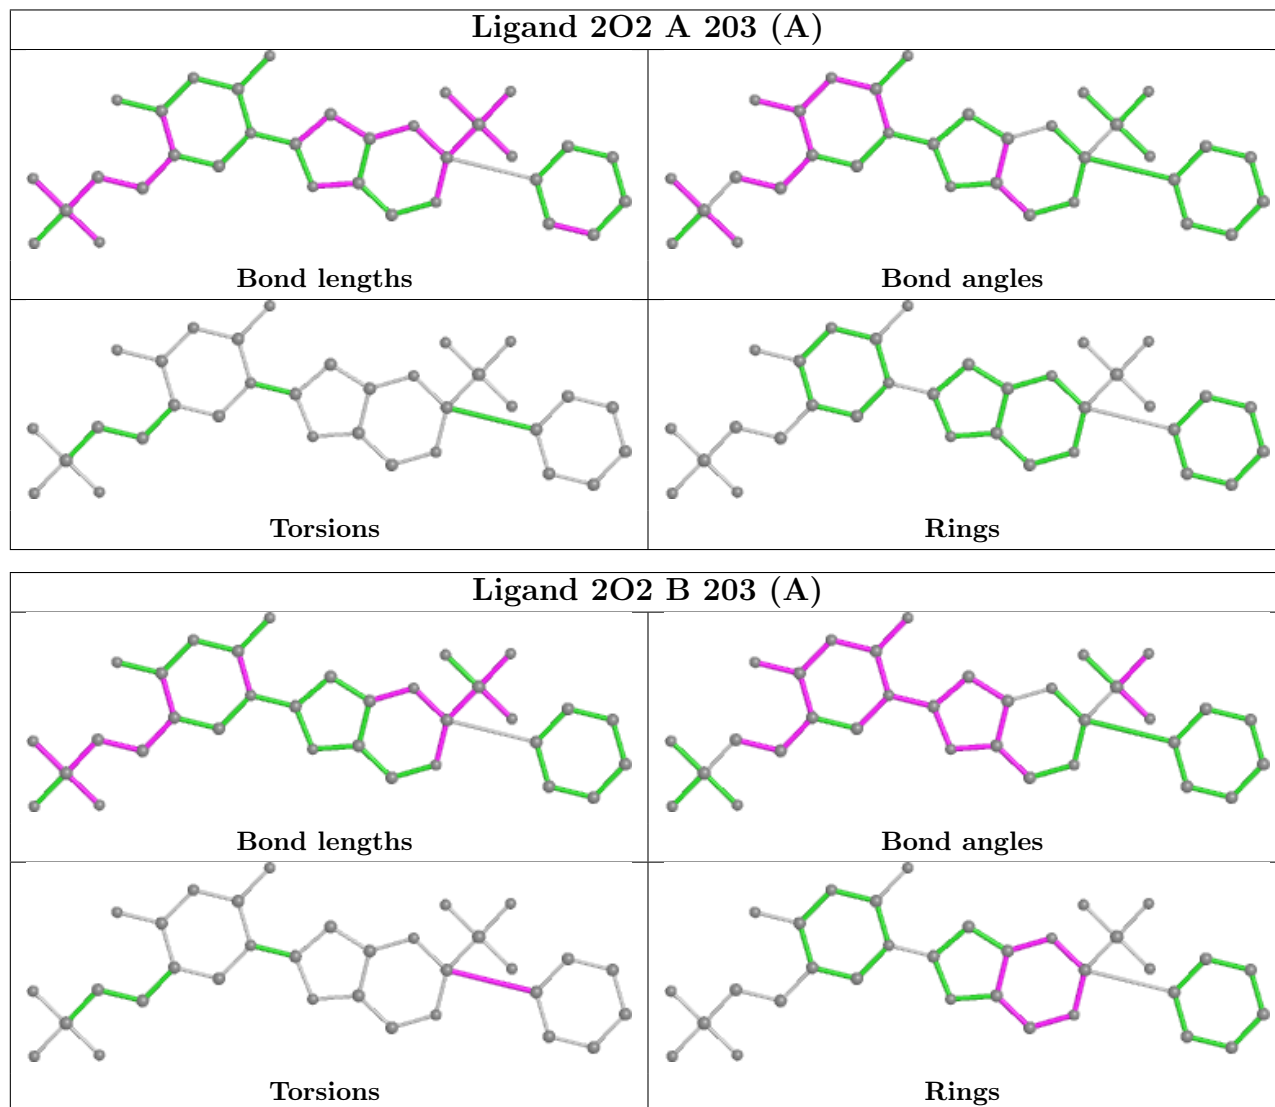 Ligand 2O2 A 203 (A)
Bond lengths
Bond angles
Torsions
Rings
Ligand 2O2 B 203 (A)
Bond lengths
Bond angles
Torsions
Rings